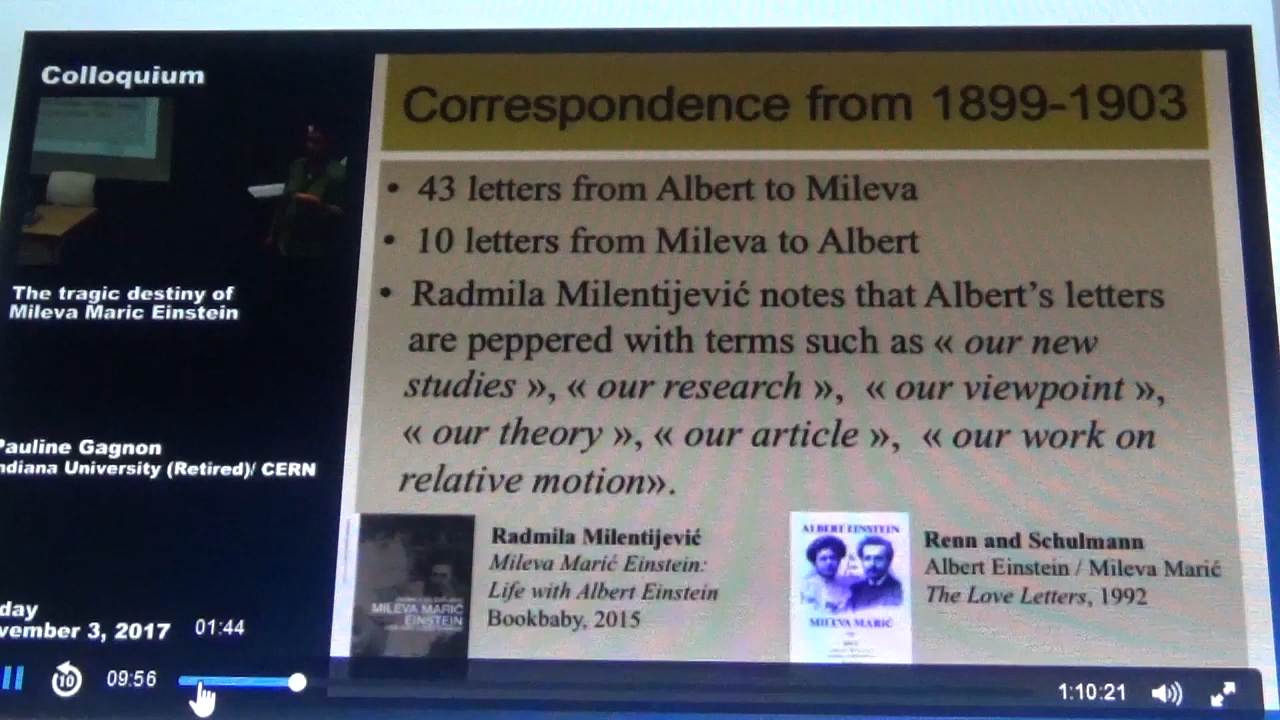 Colloquium
The tragic destiny of
Mileva Maric Einstein
Pauline Gagnon
ndiana University (Retired)/ CERN
day
vember 3, 2017
01:44
Correspondence from 1899-1903
• 43 letters from Albert to Mileva
• 10 letters from Mileva to Albert
• Radmila Milentijević notes that Albert’s letters
are peppered with terms such as « our new
studies », « our research », « our viewpoint »,
« our theory », « our article », « our work on
relative motion».
MILEVA MARIĆ
EINSTEIN
Radmila Milentijević
Mileva Marić Einstein:
Life with Albert Einstein
Bookbaby, 2015
ALBERT EINSTEIN
MILEVA MARIĆ
Renn and Schulmann
Albert Einstein / Mileva Marić
The Love Letters, 1992
10
09:56
1:10:21